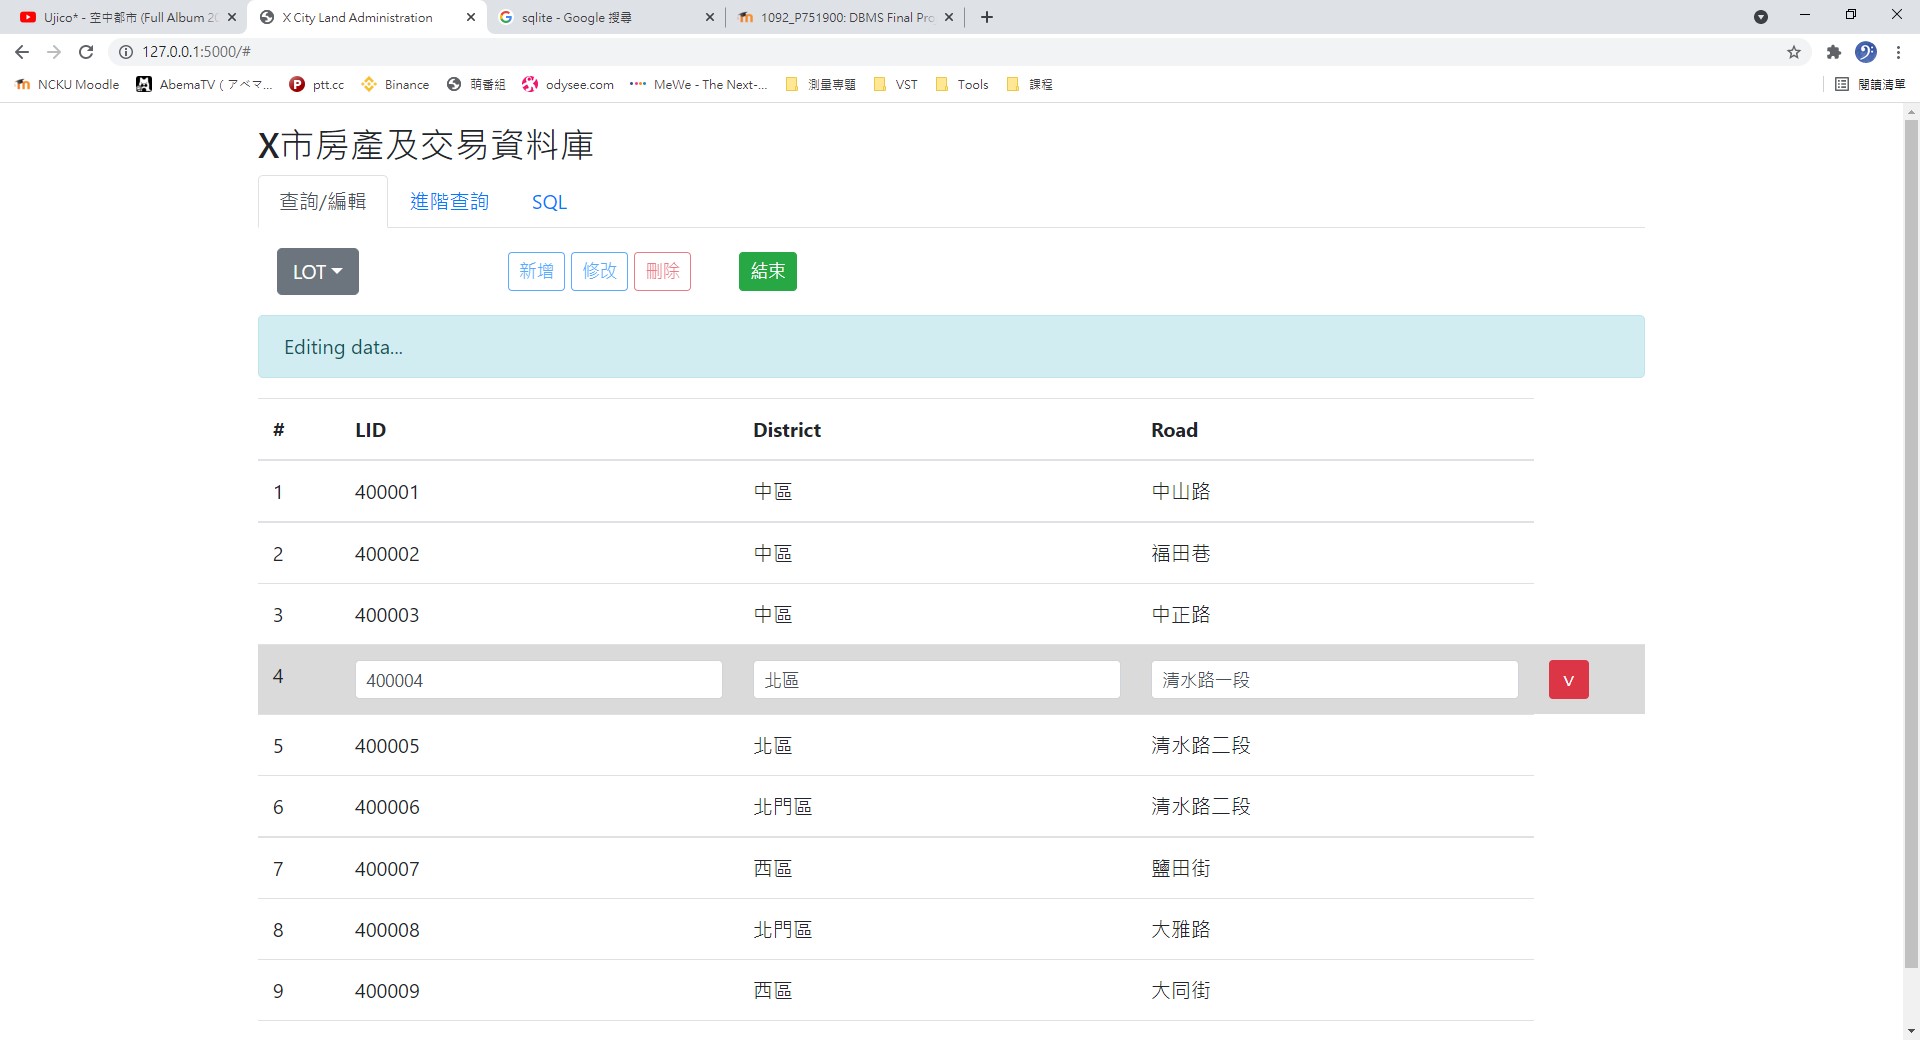 Ujico* - 空中都市 (Full Album 20
X City Land Administration
sqlite - Google 搜尋
1092_P751900: DBMS Final Pro
127.0.0.1:5000/#
NCKU Moodle
AbemaTV ( アベマ...
ptt.cc
Binance
萌番組
odysee.com
MeWe - The Next-...
測量專題
VST
Tools
課程
閱讀清單
X市房產及交易資料庫
查詢/編輯 進階查詢 SQL
LOT 新增 修改 刪除 結束
Editing data...
# LID District Road
1 400001 中區 中山路
2 400002 中區 福田巷
3 400003 中區 中正路
4 400004 北區 清水路一段 v
5 400005 北區 清水路二段
6 400006 北門區 清水路二段
7 400007 西區 鹽田街
8 400008 北門區 大雅路
9 400009 西區 大同街